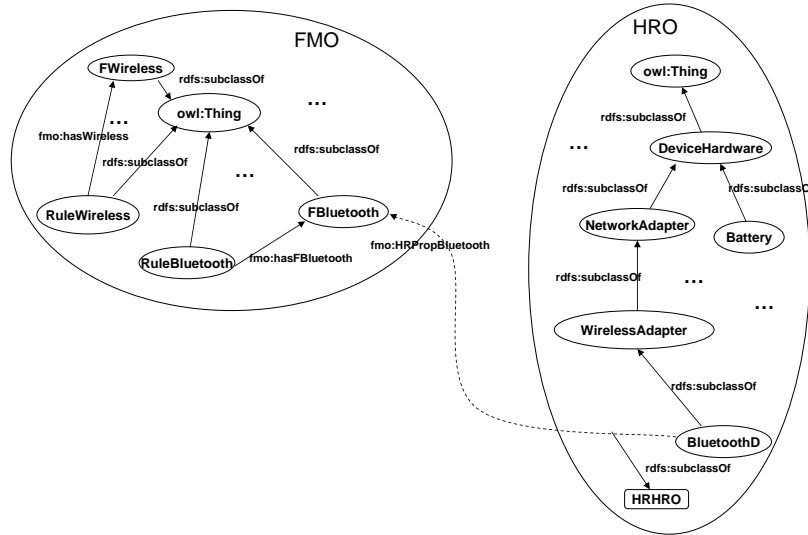 FMO
FWireless
rdfs:subclassOf
owl:Thing
...
...
fmo:hasWireless
rdfs:subclassOf
rdfs:subclassOf
...
RuleWireless
rdfs:subclassOf
FBluetooth
RuleBluetooth
fmo:hasFBluetooth
fmo:HRPropBluetooth
HRO
owl:Thing
rdfs:subclassOf
...
DeviceHardware
rdfs:subclassOf
rdfs:subclassOf
NetworkAdapter
Battery
rdfs:subclassOf
...
...
WirelessAdapter
rdfs:subclassOf
BluetoothD
rdfs:subclassOf
HRHRO